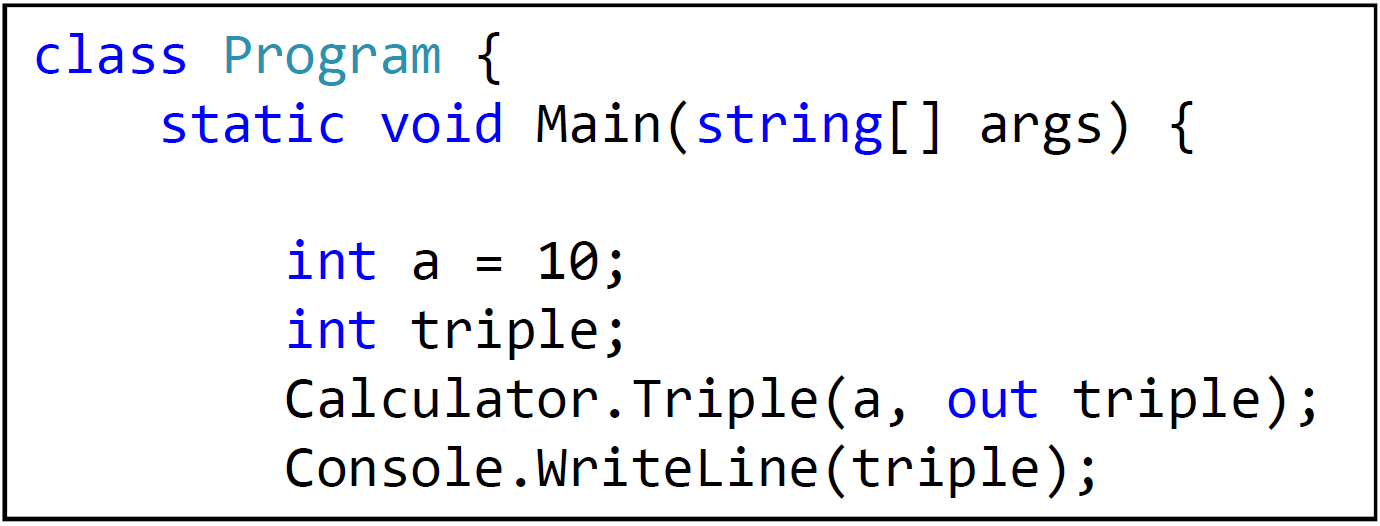 class Program {
static void Main(string[] args) {
int a = 10;
int triple;
Calculator.Triple(a, out triple);
Console.WriteLine(triple);